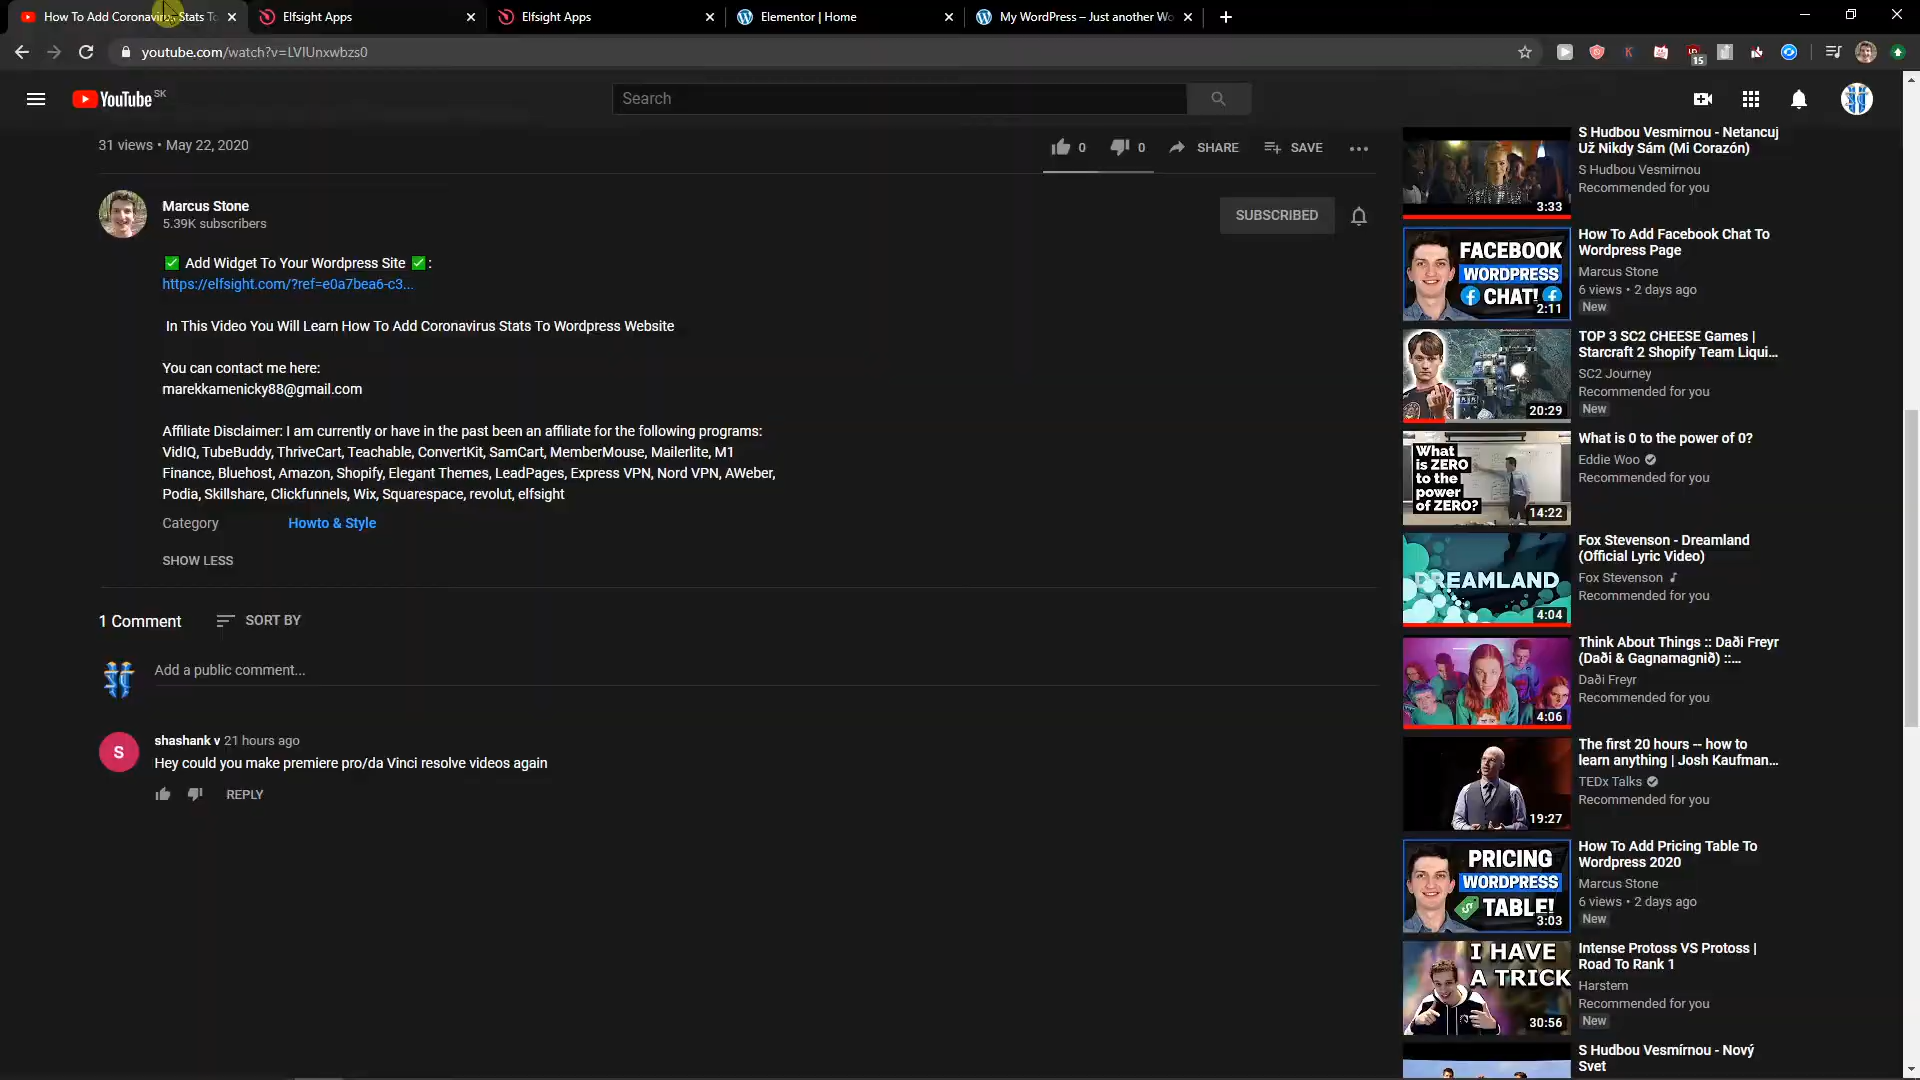 How To Add Coronavirus Stats To
Elfsight Apps
Elfsight Apps
Elementor | Home
My WordPress – Just another Wo
youtube.com/watch?v=LVIUnxwbzs0
15
YouTube SK
Search
31 views • May 22, 2020
0
0
SHARE
SAVE
Marcus Stone
5.39K subscribers
SUBSCRIBED
✅ Add Widget To Your Wordpress Site ✅ :
https://elfsight.com/?ref=e0a7bea6-c3...
In This Video You Will Learn How To Add Coronavirus Stats To Wordpress Website
You can contact me here:
marekkamenicky88@gmail.com
Affiliate Disclaimer: I am currently or have in the past been an affiliate for the following programs:
VidIQ, TubeBuddy, ThriveCart, Teachable, ConvertKit, SamCart, MemberMouse, Mailerlite, M1
Finance, Bluehost, Amazon, Shopify, Elegant Themes, LeadPages, Express VPN, Nord VPN, AWeber,
Podia, Skillshare, Clickfunnels, Wix, Squarespace, revolut, elfsight
Category
Howto & Style
SHOW LESS
1 Comment
SORT BY
Add a public comment...
S
shashank v 21 hours ago
Hey could you make premiere pro/da Vinci resolve videos again
REPLY
3:33
S Hudbou Vesmirnou - Netancuj
Už Nikdy Sám (Mi Corazón)
S Hudbou Vesmirnou
Recommended for you
FACEBOOK
WORDPRESS
CHAT!
2:11
How To Add Facebook Chat To
Wordpress Page
Marcus Stone
6 views • 2 days ago
New
20:29
TOP 3 SC2 CHEESE Games |
Starcraft 2 Shopify Team Liqui...
SC2 Journey
Recommended for you
New
What
is ZERO
to the
power
of ZERO?
14:22
What is 0 to the power of 0?
Eddie Woo
Recommended for you
DREAMLAND
4:04
Fox Stevenson - Dreamland
(Official Lyric Video)
Fox Stevenson
Recommended for you
4:06
Think About Things :: Daði Freyr
(Daði & Gagnamagnið) ::...
Daði Freyr
Recommended for you
19:27
The first 20 hours -- how to
learn anything | Josh Kaufman...
TEDx Talks
Recommended for you
PRICING
WORDPRESS
TABLE!
3:03
How To Add Pricing Table To
Wordpress 2020
Marcus Stone
6 views • 2 days ago
New
I HAVE
A TRICK
30:56
Intense Protoss VS Protoss |
Road To Rank 1
Harstem
Recommended for you
New
S Hudbou Vesmírnou - Nový
Svet